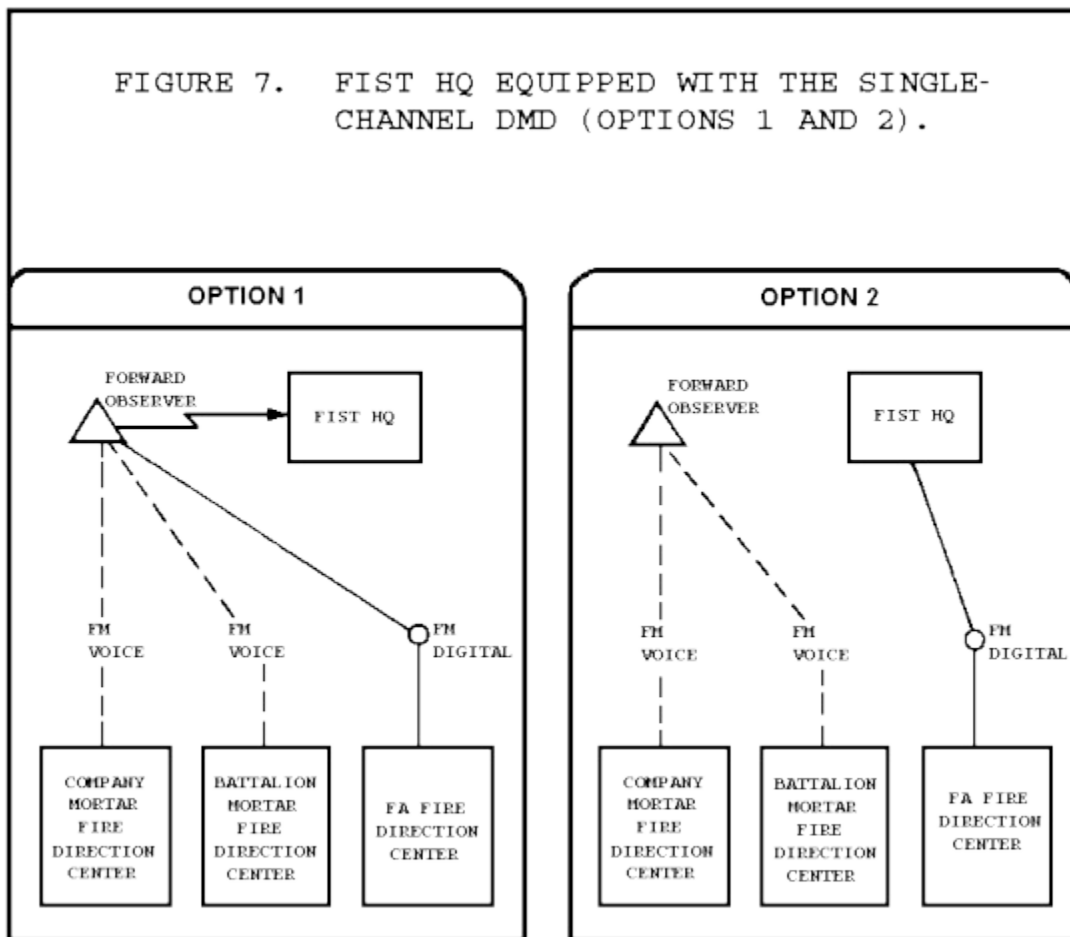 FIGURE 7. FIST HQ EQUIPPED WITH THE SINGLE-
CHANNEL DMD (OPTIONS 1 AND 2).
OPTION 1
FORWARD
OBSERVER
FIST HQ
FM
VOICE
FM
VOICE
FM
DIGITAL
COMPANY
MORTAR
FIRE
DIRECTION
CENTER
BATTALION
MORTAR
FIRE
DIRECTION
CENTER
FA FIRE
DIRECTION
CENTER
OPTION 2
FORWARD
OBSERVER
FIST HQ
FM
VOICE
FM
VOICE
FM
DIGITAL
COMPANY
MORTAR
FIRE
DIRECTION
CENTER
BATTALION
MORTAR
FIRE
DIRECTION
CENTER
FA FIRE
DIRECTION
CENTER